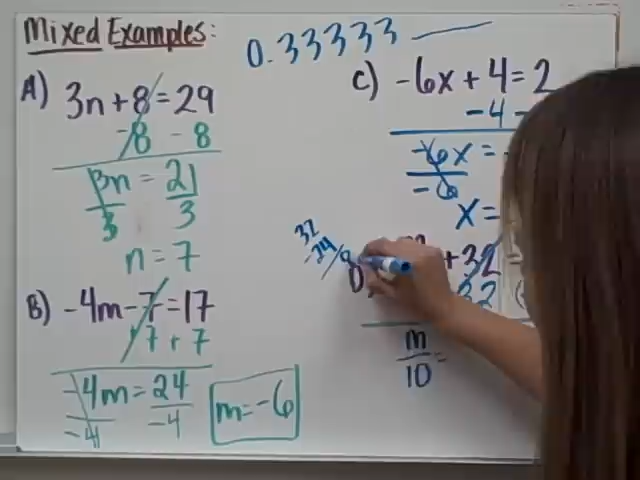 Mixed Examples:
0.33333
A) 3n + 8 = 29
-8 - 8
3n = 21
3 3
n = 7
B) -4m - 7 = 17
+ 7 + 7
-4m = 24
-4 -4
m = -6
C) -6x + 4 = 2
-4 -
-6x =
-6
x =
32
-24
8
+ 32
32
m
10 =